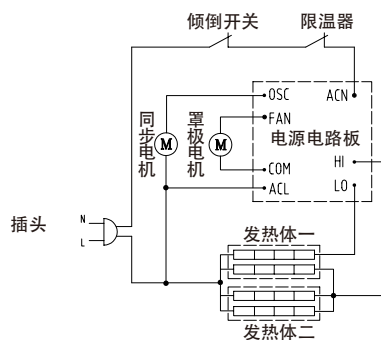 倾倒开关 限温器
OSC ACN
FAN
同步电机 M 罩极电机 M 电源电路板
HI
COM
LO
ACL
插头 N
L
发热体一
发热体二